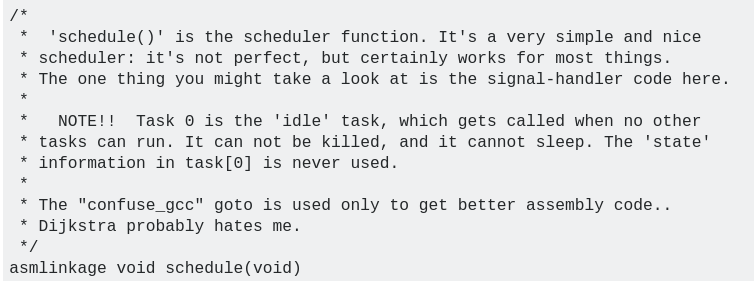 /*
 *  'schedule()' is the scheduler function. It's a very simple and nice
 * scheduler: it's not perfect, but certainly works for most things.
 * The one thing you might take a look at is the signal-handler code here.
 *
 *   NOTE!!  Task 0 is the 'idle' task, which gets called when no other
 * tasks can run. It can not be killed, and it cannot sleep. The 'state'
 * information in task[0] is never used.
 *
 * The "confuse_gcc" goto is used only to get better assembly code..
 * Dijkstra probably hates me.
 */
asmlinkage void schedule(void)